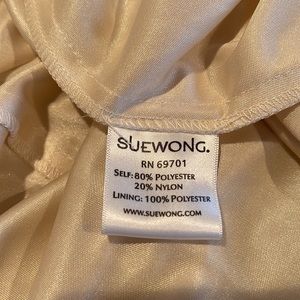 SUEWONG.
RN 69701
SELF: 80% POLYESTER
20% NYLON
LINING: 100% POLYESTER
WWW.SUEWONG.COM